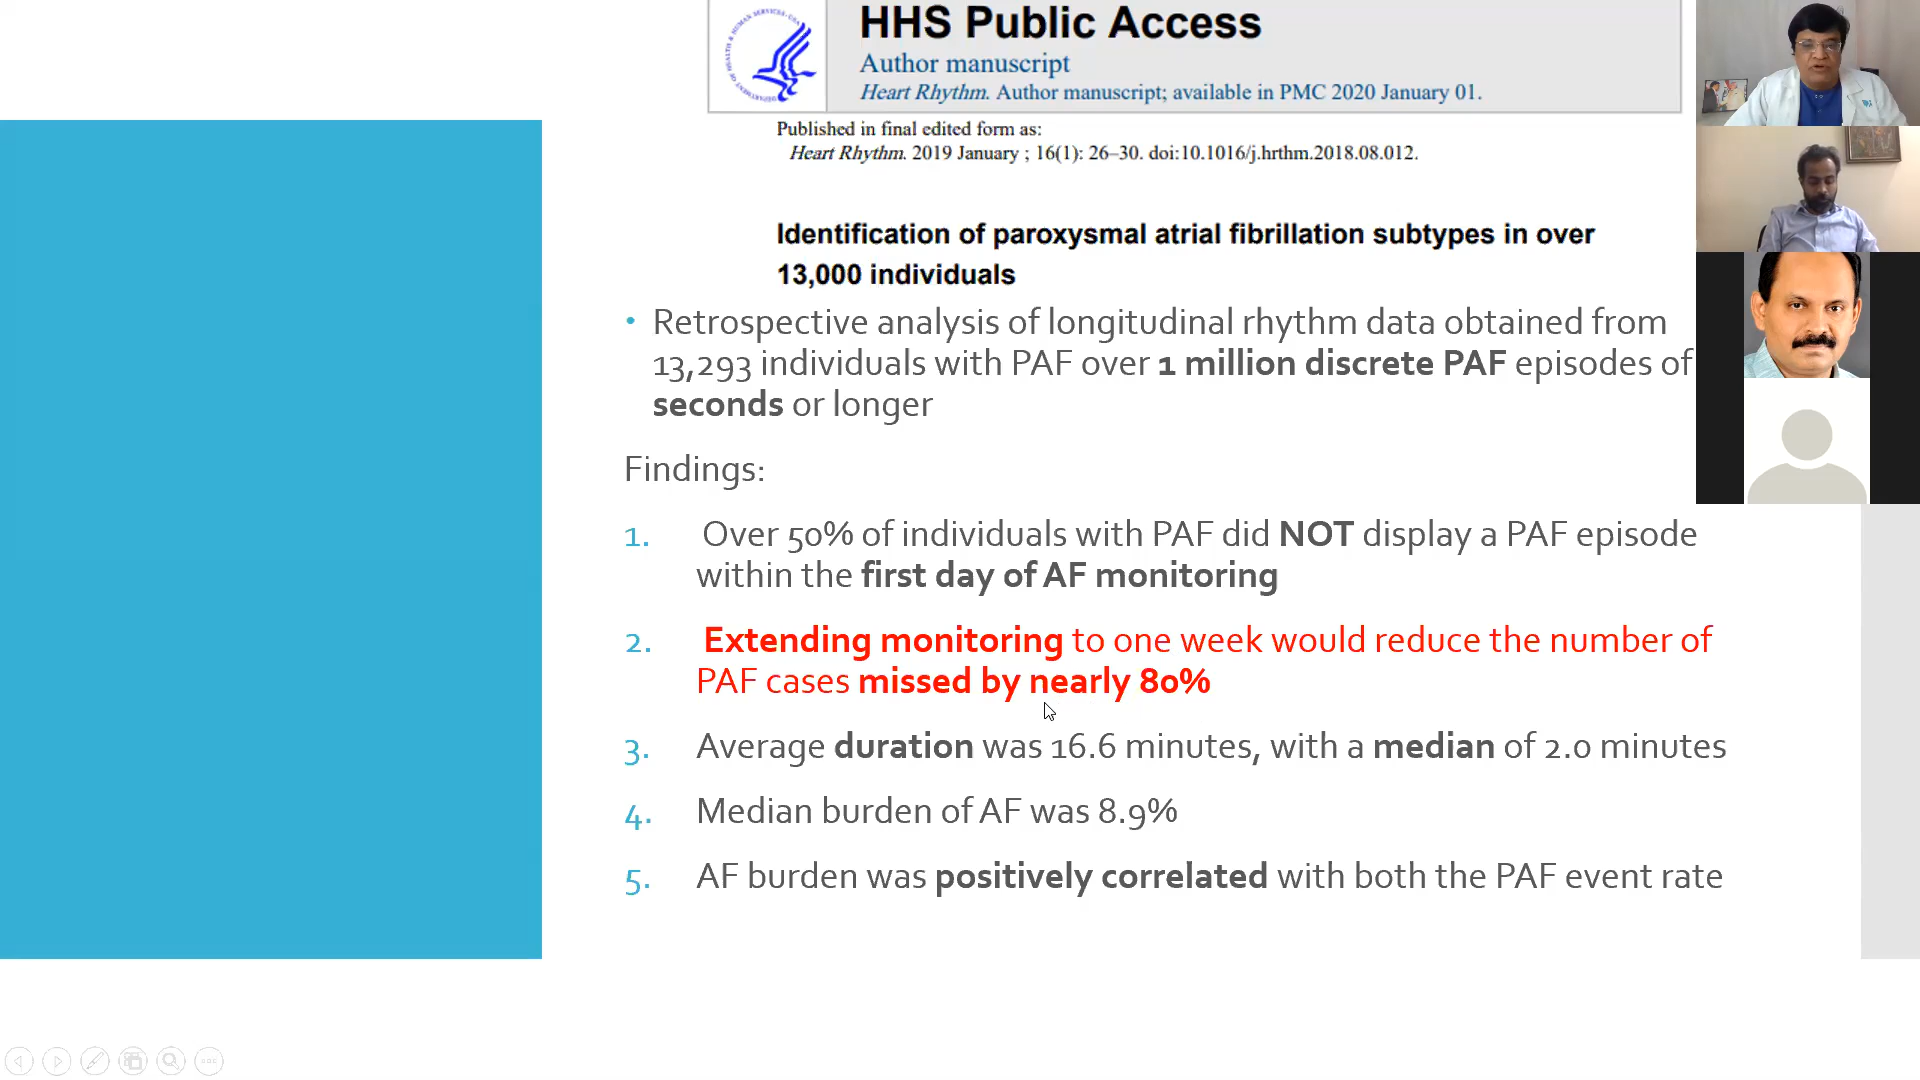 HHS Public Access
Author manuscript
Heart Rhythm. Author manuscript; available in PMC 2020 January 01.
Published in final edited form as:
Heart Rhythm. 2019 January ; 16(1): 26–30. doi:10.1016/j.hrthm.2018.08.012.
Identification of paroxysmal atrial fibrillation subtypes in over
13,000 individuals
• Retrospective analysis of longitudinal rhythm data obtained from
13,293 individuals with PAF over 1 million discrete PAF episodes of
seconds or longer
Findings:
1. Over 50% of individuals with PAF did NOT display a PAF episode
within the first day of AF monitoring
2. Extending monitoring to one week would reduce the number of
PAF cases missed by nearly 80%
3. Average duration was 16.6 minutes, with a median of 2.0 minutes
4. Median burden of AF was 8.9%
5. AF burden was positively correlated with both the PAF event rate